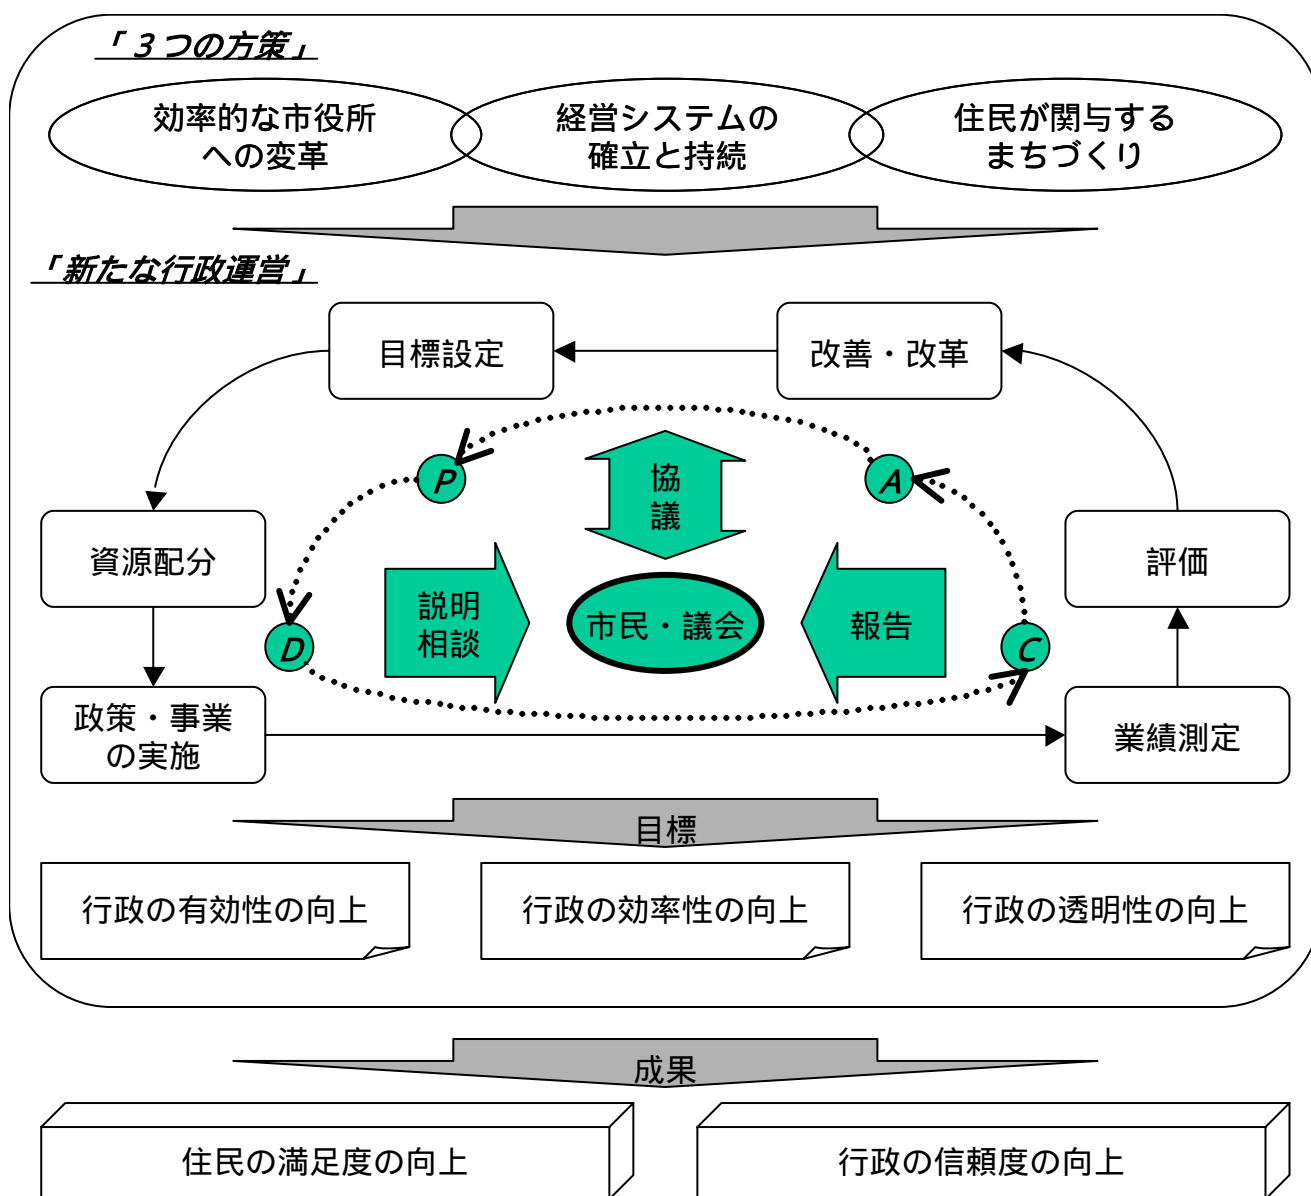 「３つの方策」
効率的な市役所
への変革
経営システムの
確立と持続
住民が関与する
まちづくり
「新たな行政運営」
目標設定
改善・改革
P
協
議
A
資源配分
評価
説明
相談
市民・議会
報告
D
C
政策・事業
の実施
業績測定
目標
行政の有効性の向上
行政の効率性の向上
行政の透明性の向上
成果
住民の満足度の向上
行政の信頼度の向上